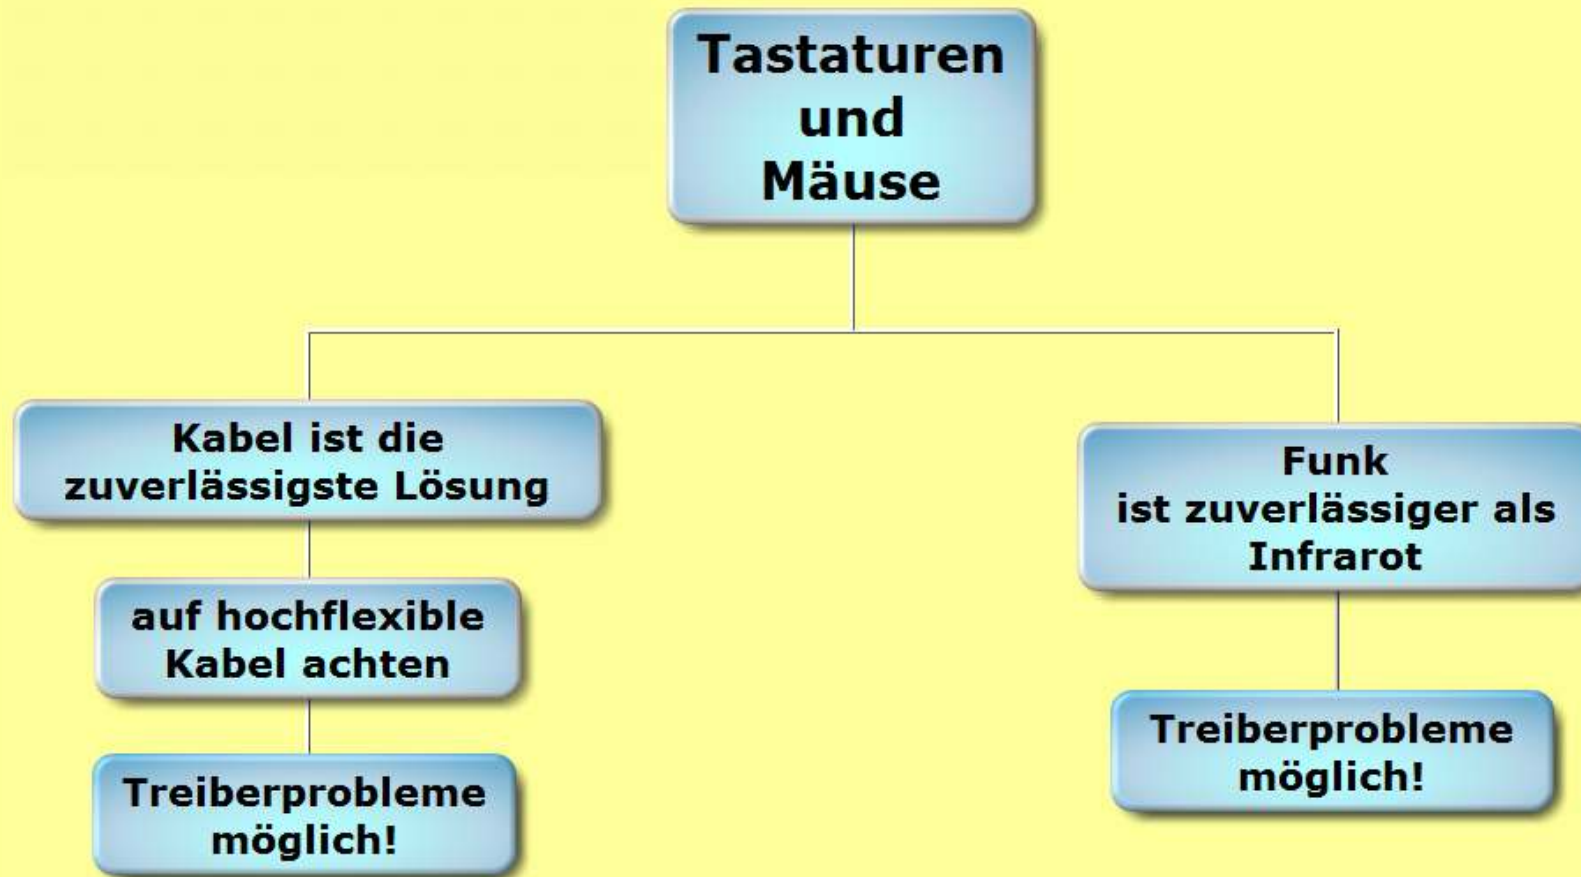 Tastaturen
und
Mäuse
Kabel ist die
zuverlässigste Lösung
auf hochflexible
Kabel achten
Treiberprobleme
möglich!
Funk
ist zuverlässiger als
Infrarot
Treiberprobleme
möglich!